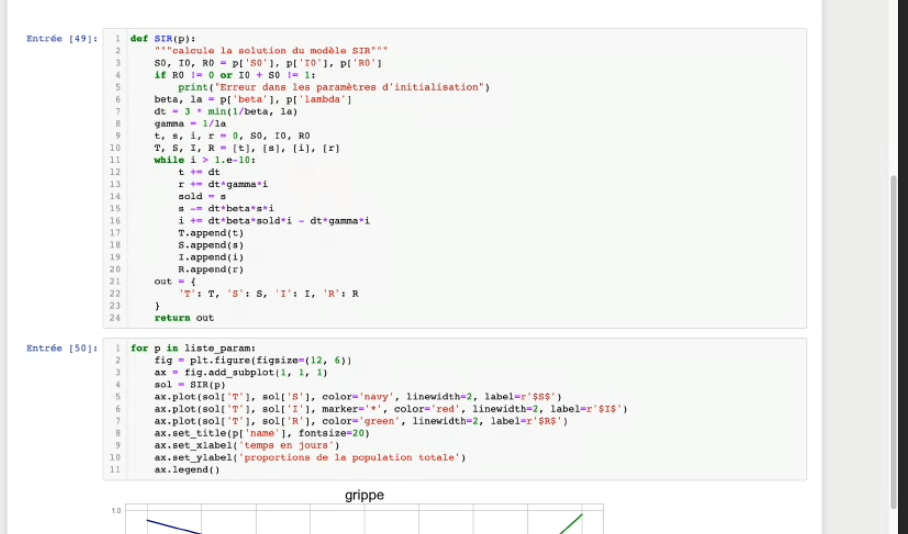 Entrée [49]:
1 def SIR(p):
2 """calcule la solution du modèle SIR"""
3 S0, I0, R0 = p['S0'], p['I0'], p['R0']
4 if R0 != 0 or I0 + S0 != 1:
5 print("Erreur dans les paramètres d'initialisation")
6 beta, la = p['beta'], p['lambda']
7 dt = 3 * min(1/beta, la)
8 gamma = 1/la
9 t, s, i, r = 0, S0, I0, R0
10 T, S, I, R = [t], [s], [i], [r]
11 while i > 1.e-10:
12 t += dt
13 r += dt*gamma*i
14 sold = s
15 s -= dt*beta*s*i
16 i += dt*beta*sold*i - dt*gamma*i
17 T.append(t)
18 S.append(s)
19 I.append(i)
20 R.append(r)
21 out = {
22 'T': T, 'S': S, 'I': I, 'R': R
23 }
24 return out
Entrée [50]:
1 for p in liste_param:
2 fig = plt.figure(figsize=(12, 6))
3 ax = fig.add_subplot(1, 1, 1)
4 sol = SIR(p)
5 ax.plot(sol['T'], sol['S'], color='navy', linewidth=2, label=r'$S$')
6 ax.plot(sol['T'], sol['I'], marker='*', color='red', linewidth=2, label=r'$I$')
7 ax.plot(sol['T'], sol['R'], color='green', linewidth=2, label=r'$R$')
8 ax.set_title(p['name'], fontsize=20)
9 ax.set_xlabel('temps en jours')
10 ax.set_ylabel('proportions de la population totale')
11 ax.legend()
grippe
1.0